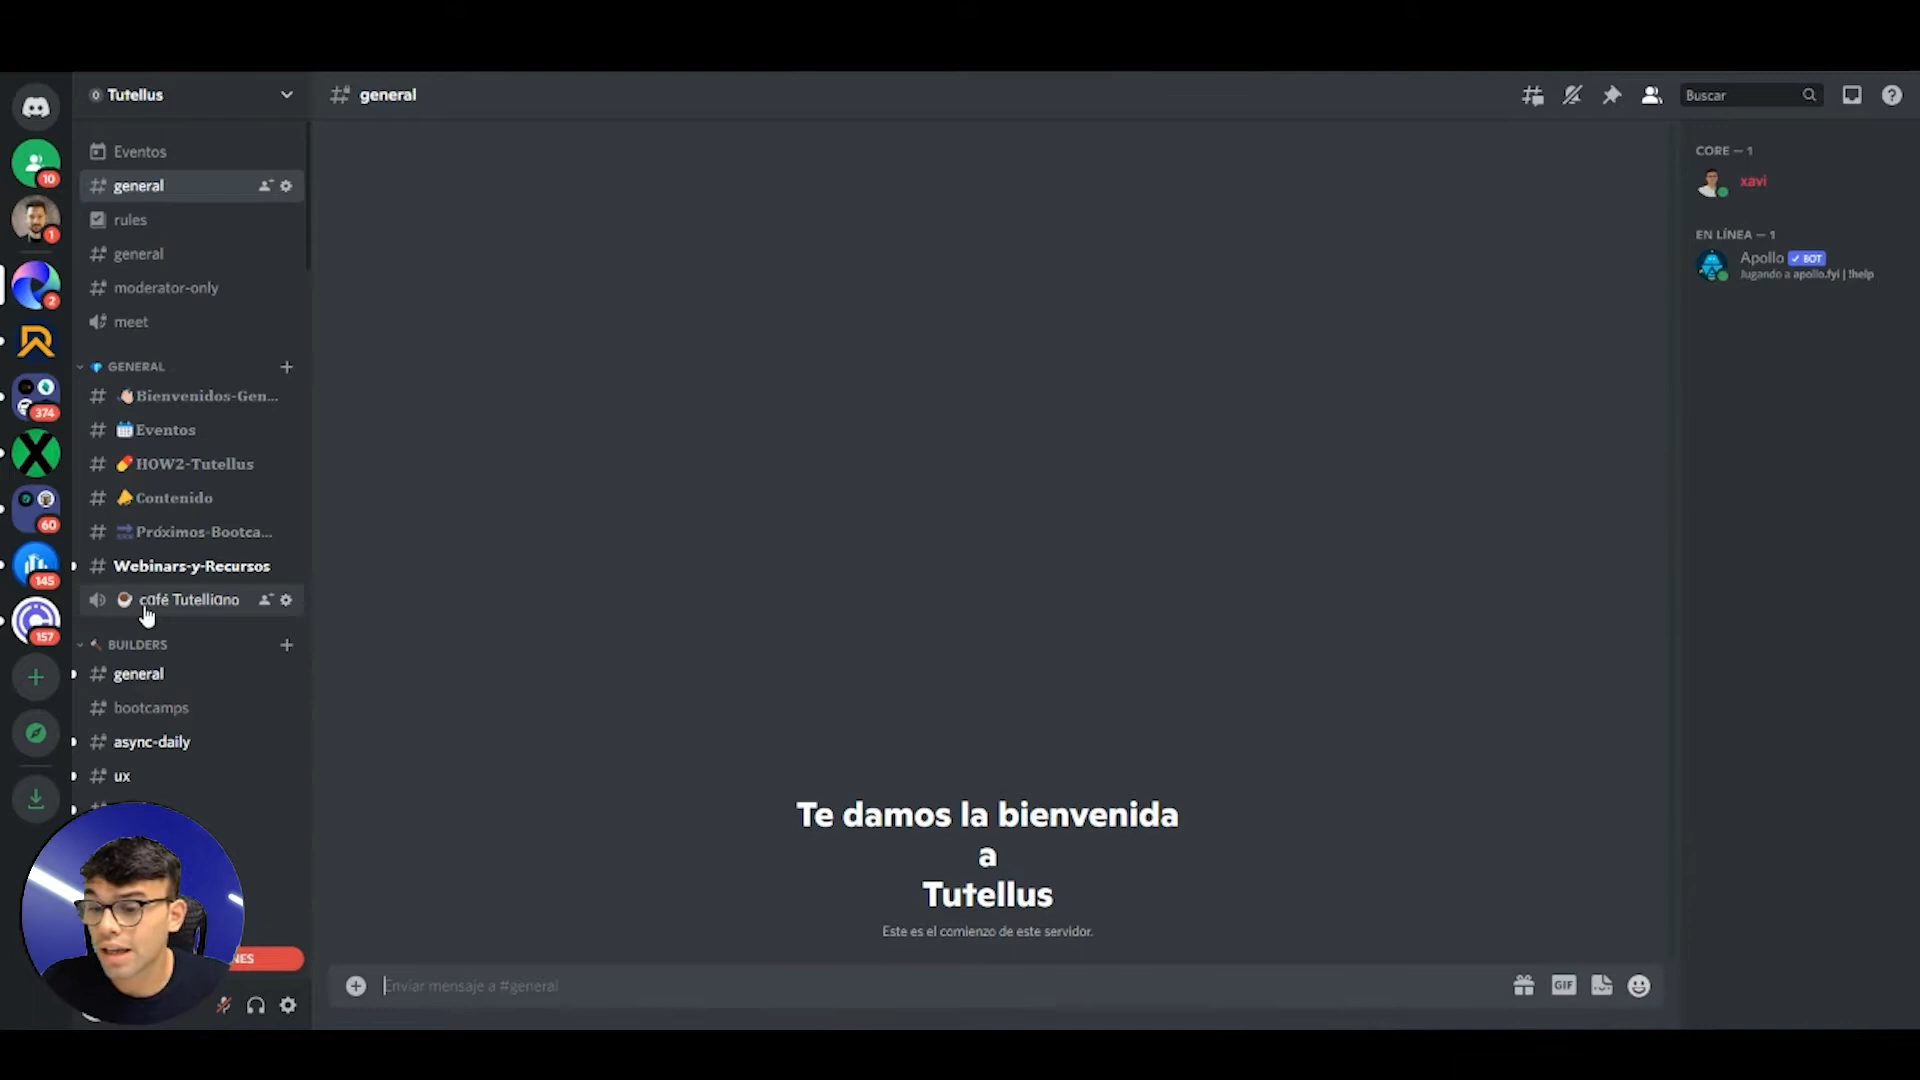 Tutellus
general
Buscar
10
1
2
374
60
145
157
Eventos
general
rules
general
moderator-only
meet
GENERAL
Bienvenidos-Gen...
Eventos
HOW2-Tutellus
Contenido
Próximos-Bootca...
Webinars-y-Recursos
café Tutelliano
BUILDERS
general
bootcamps
async-daily
ux
NES
Te damos la bienvenida
a
Tutellus
Este es el comienzo de este servidor.
Enviar mensaje a #general
GIF
CORE — 1
xavi
EN LÍNEA — 1
Apollo ✓ BOT
Jugando a apollo.fyi | !help